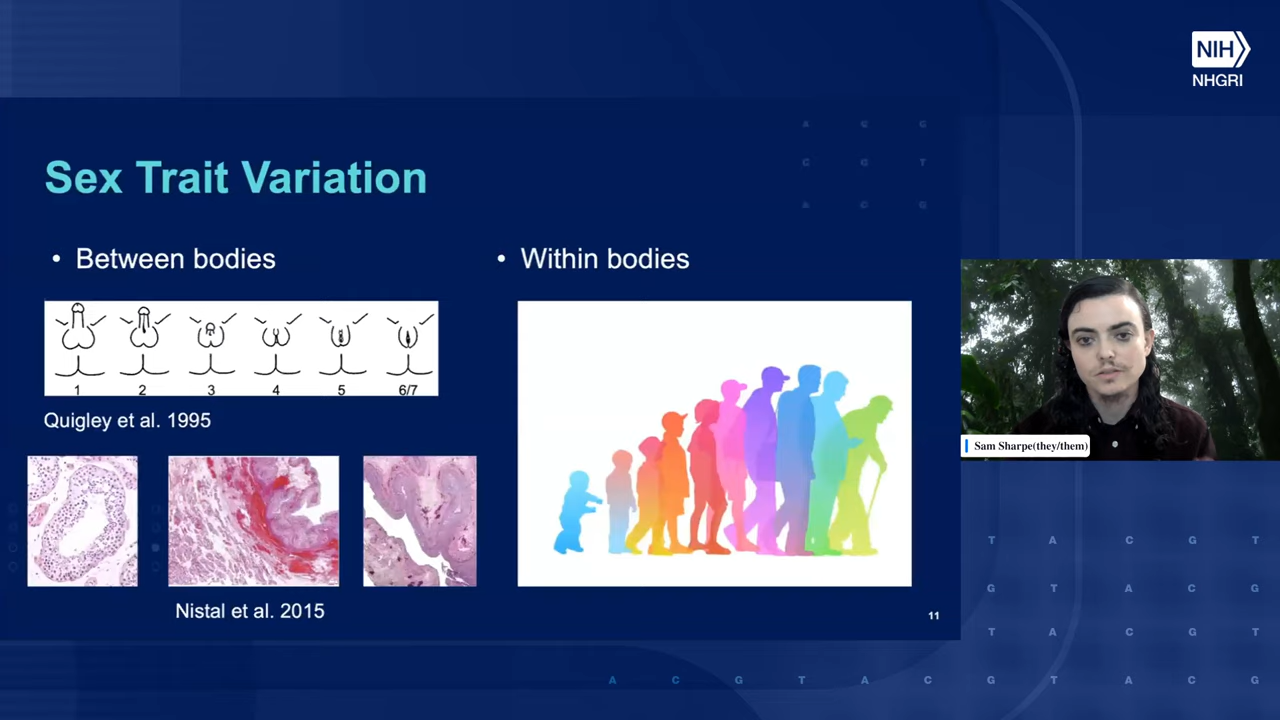 NIH
NHGRI
Sex Trait Variation
• Between bodies
• Within bodies
1 2 3 4 5 6/7
Quigley et al. 1995
Nistal et al. 2015
11
Sam Sharpe(they/them)
T A C G T
G T A C G
T A C G T
A C G T A C G T A C G